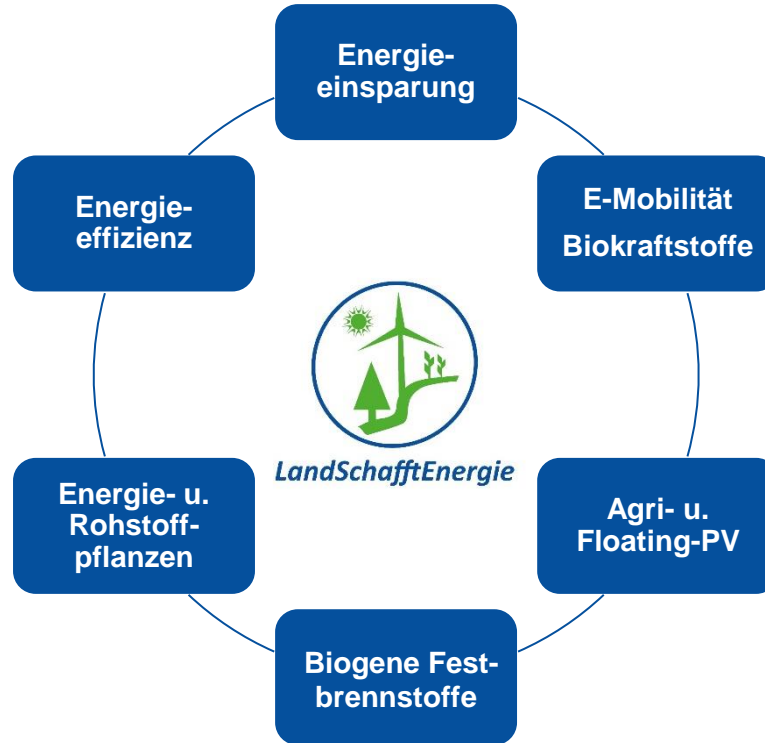 Energie-
einsparung
E-Mobilität
Biokraftstoffe
Agri- u.
Floating-PV
Biogene Fest-
brennstoffe
Energie- u.
Rohstoff-
pflanzen
Energie-
effizienz
LandSchafftEnergie